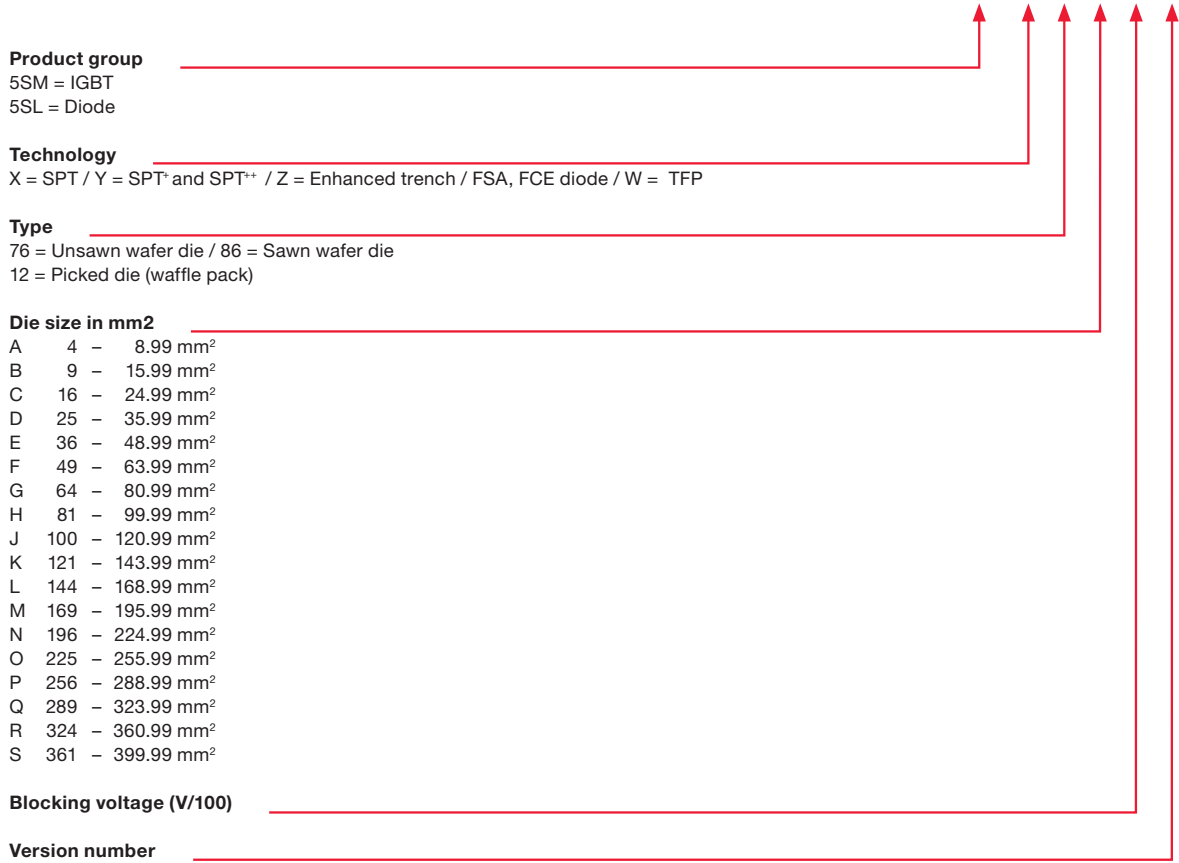 Product group
5SM = IGBT
5SL = Diode
Technology
X = SPT / Y = SPT⁺ and SPT⁺⁺ / Z = Enhanced trench / FSA, FCE diode / W = TFP
Type
76 = Unsawn wafer die / 86 = Sawn wafer die
12 = Picked die (waffle pack)
Die size in mm2
A 4 – 8.99 mm²
B 9 – 15.99 mm²
C 16 – 24.99 mm²
D 25 – 35.99 mm²
E 36 – 48.99 mm²
F 49 – 63.99 mm²
G 64 – 80.99 mm²
H 81 – 99.99 mm²
J 100 – 120.99 mm²
K 121 – 143.99 mm²
L 144 – 168.99 mm²
M 169 – 195.99 mm²
N 196 – 224.99 mm²
O 225 – 255.99 mm²
P 256 – 288.99 mm²
Q 289 – 323.99 mm²
R 324 – 360.99 mm²
S 361 – 399.99 mm²
Blocking voltage (V/100)
Version number